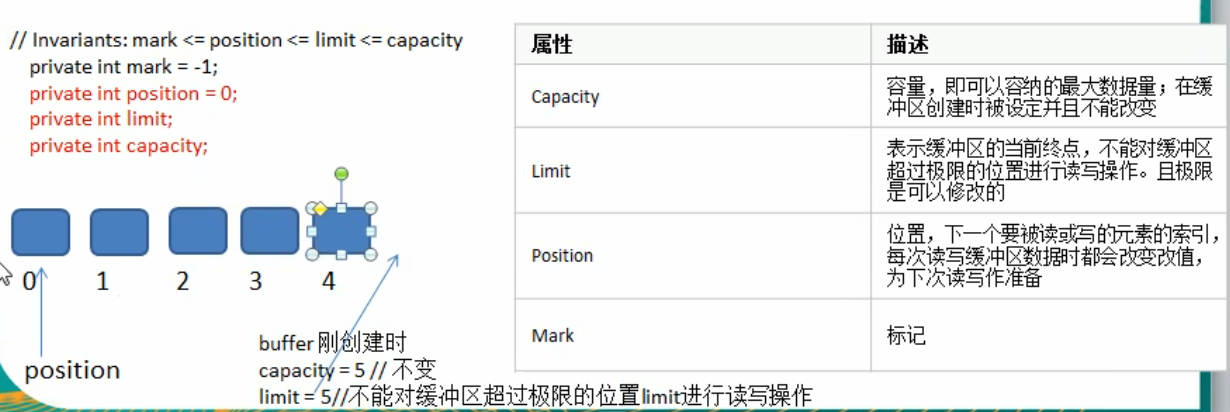 // Invariants: mark <= position <= limit <= capacity
private int mark = -1;
private int position = 0;
private int limit;
private int capacity;
0 1 2 3 4
position
buffer 刚创建时
capacity = 5 // 不变
limit = 5//不能对缓冲区超过极限的位置limit进行读写操作
属性 描述
Capacity
容量，即可以容纳的最大数据量；在缓
冲区创建时被设定并且不能改变
Limit
表示缓冲区的当前终点，不能对缓冲区
超过极限的位置进行读写操作。且极限
是可以修改的
Position
位置，下一个要被读或写的元素的索引，
每次读写缓冲区数据时都会改变改值，
为下次读写作准备
Mark
标记